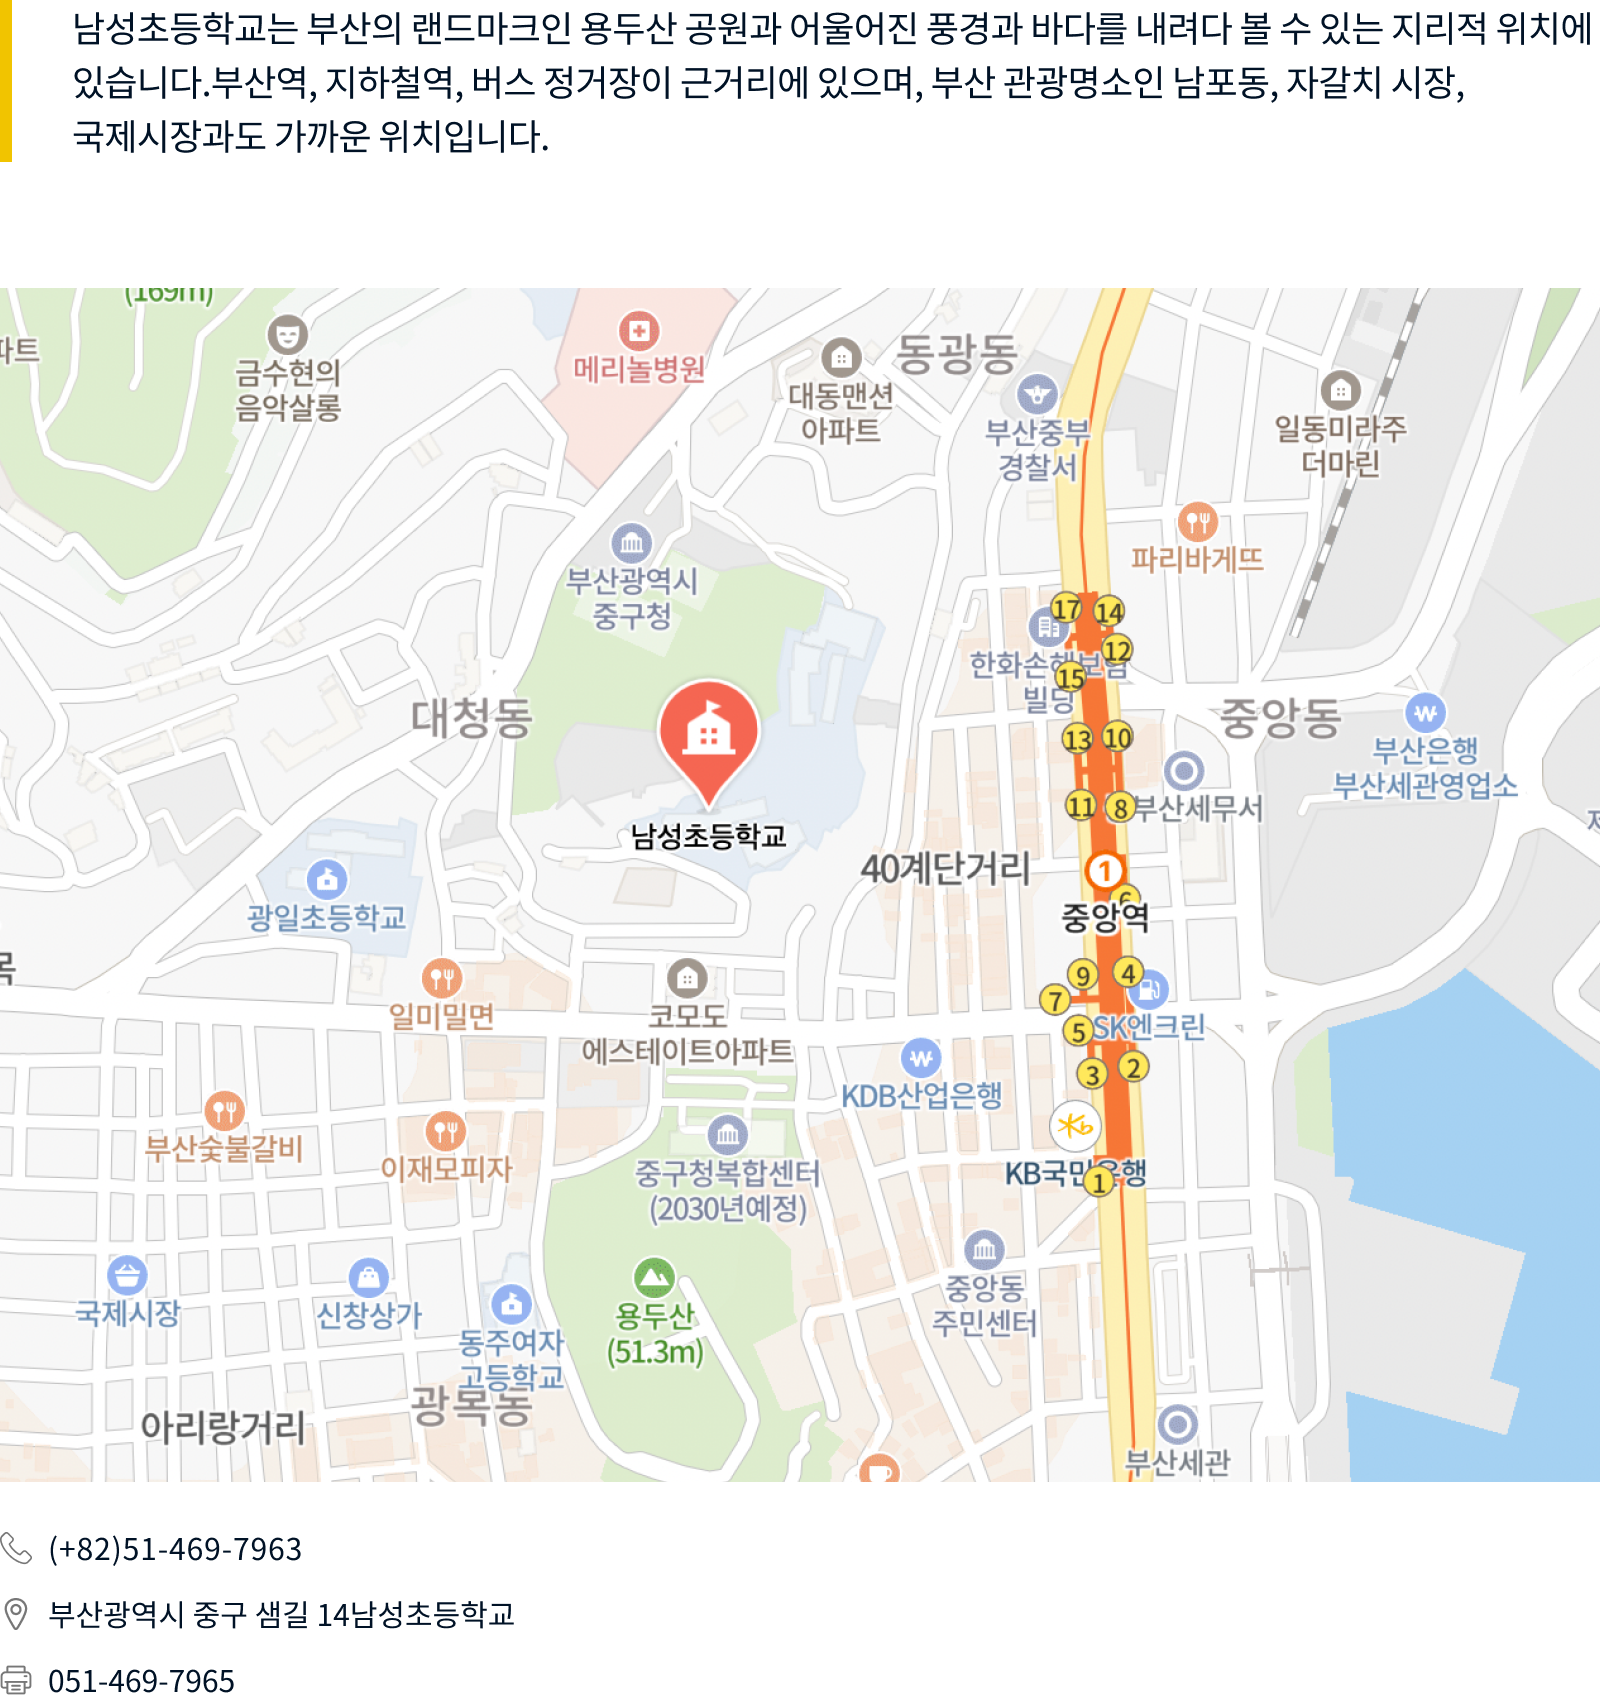 남성초등학교는 부산의 랜드마크인 용두산 공원과 어울어진 풍경과 바다를 내려다 볼 수 있는 지리적 위치에
있습니다.부산역, 지하철역, 버스 정거장이 근거리에 있으며, 부산 관광명소인 남포동, 자갈치 시장,
국제시장과도 가까운 위치입니다.
(169m)
파트
금수현의
음악살롱
메리놀병원
대동맨션
아파트
동광동
부산중부
경찰서
일동미라주
더마린
파리바게뜨
부산광역시
중구청
17
14
12
한화손해보험
빌딩
15
대청동
중앙동
13
10
부산은행
부산세관영업소
11
8
부산세무서
남성초등학교
40계단거리
1
6
중앙역
광일초등학교
일미밀면
코모도
에스테이트아파트
9
4
7
5
SK엔크린
3
2
KDB산업은행
부산숯불갈비
이재모피자
중구청복합센터
(2030년예정)
KB국민은행
1
국제시장
신창상가
동주여자
고등학교
용두산
(51.3m)
중앙동
주민센터
광복동
아리랑거리
부산세관
(+82)51-469-7963
부산광역시 중구 샘길 14남성초등학교
051-469-7965